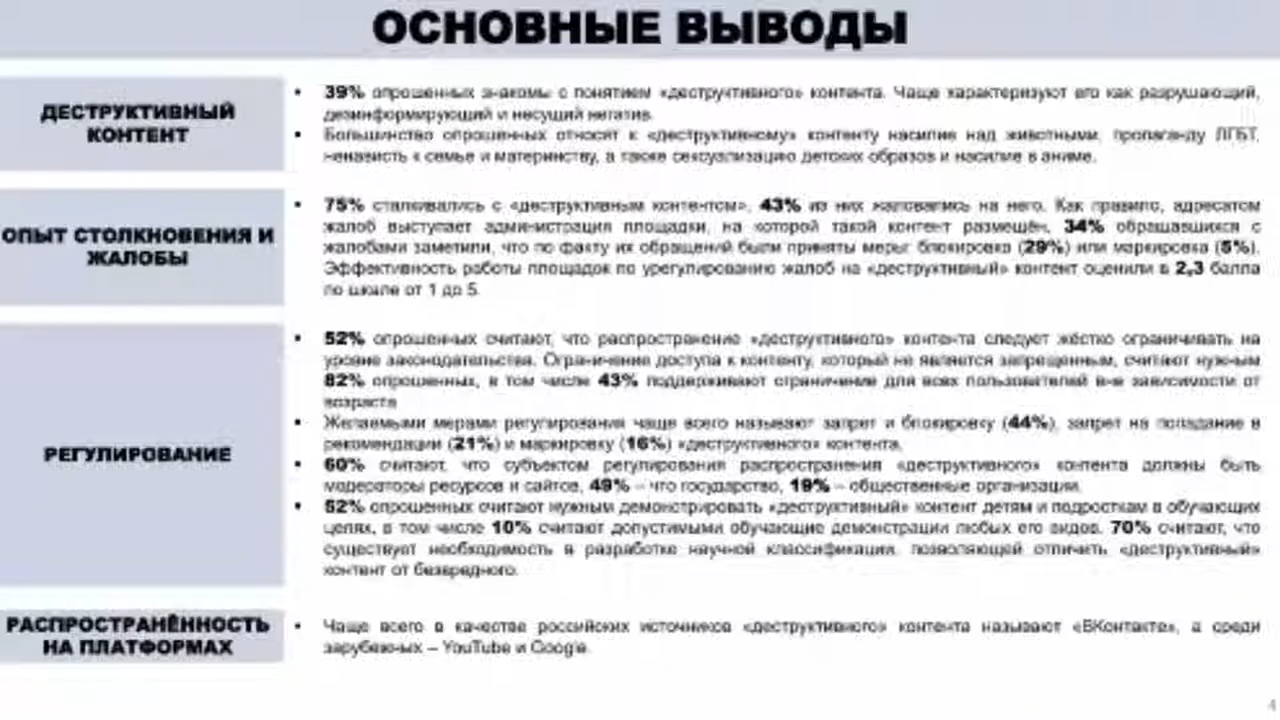 ОСНОВНЫЕ ВЫВОДЫ
ДЕСТРУКТИВНЫЙ
КОНТЕНТ
• 39% опрошенных знакомы с понятием «деструктивного» контента. Чаще характеризуют его как разрушающий,
дезинформирующий и несущий негатив.
• Большинство опрошенных относят к «деструктивному» контенту насилие над животными, пропаганду ЛГБТ,
ненависть к семье и материнству, а также сексуализацию детских образов и насилие в аниме.
ОПЫТ СТОЛКНОВЕНИЯ И
ЖАЛОБЫ
• 75% сталкивались с «деструктивным контентом», 43% из них жаловались на него. Как правило, адресатом
жалоб выступает администрация площадки, на которой такой контент размещён. 34% обращавшихся с
жалобами заметили, что по факту их обращений были приняты меры: блокировка (29%) или маркировка (5%).
Эффективность работы площадок по урегулированию жалоб на «деструктивный» контент оценили в 2,3 балла
по шкале от 1 до 5.
РЕГУЛИРОВАНИЕ
• 52% опрошенных считают, что распространение «деструктивного» контента следует жёстко ограничивать на
уровне законодательства. Ограничение доступа к контенту, который не является запрещенным, считают нужным
82% опрошенных, в том числе 43% поддерживают ограничение для всех пользователей вне зависимости от
возраста.
• Желаемыми мерами регулирования чаще всего называют запрет и блокировку (44%), запрет на попадание в
рекомендации (21%) и маркировку (16%) «деструктивного» контента.
• 60% считают, что субъектом регулирования распространения «деструктивного» контента должны быть
модераторы ресурсов и сайтов, 49% – что государство, 19% – общественные организации.
• 52% опрошенных считают нужным демонстрировать «деструктивный» контент детям и подросткам в обучающих
целях, в том числе 10% считают допустимыми обучающие демонстрации любых его видов. 70% считают, что
существует необходимость в разработке научной классификации, позволяющей отличить «деструктивный»
контент от безвредного.
РАСПРОСТРАНЁННОСТЬ
НА ПЛАТФОРМАХ
• Чаще всего в качестве российских источников «деструктивного» контента называют «ВКонтакте», а среди
зарубежных – YouTube и Google.
4